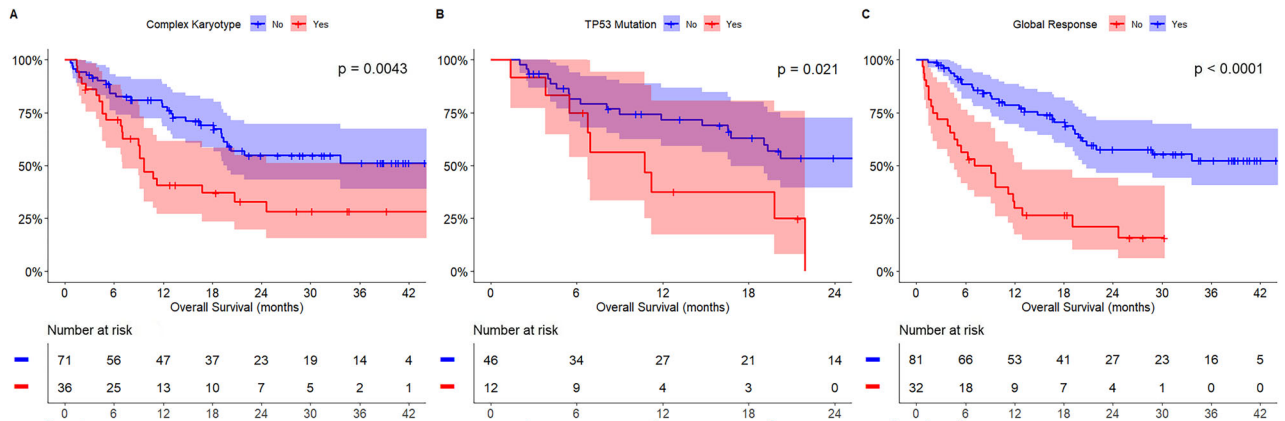 A
Complex Karyotype No Yes
p = 0.0043
100%
75%
50%
25%
0%
0 6 12 18 24 30 36 42
Overall Survival (months)
Number at risk
71 56 47 37 23 19 14 4
36 25 13 10 7 5 2 1
0 6 12 18 24 30 36 42
B
TP53 Mutation No Yes
p = 0.021
100%
75%
50%
25%
0%
0 6 12 18 24
Overall Survival (months)
Number at risk
46 34 27 21 14
12 9 4 3 0
0 6 12 18 24
C
Global Response No Yes
p < 0.0001
100%
75%
50%
25%
0%
0 6 12 18 24 30 36 42
Overall Survival (months)
Number at risk
81 66 53 41 27 23 16 5
32 18 9 7 4 1 0 0
0 6 12 18 24 30 36 42